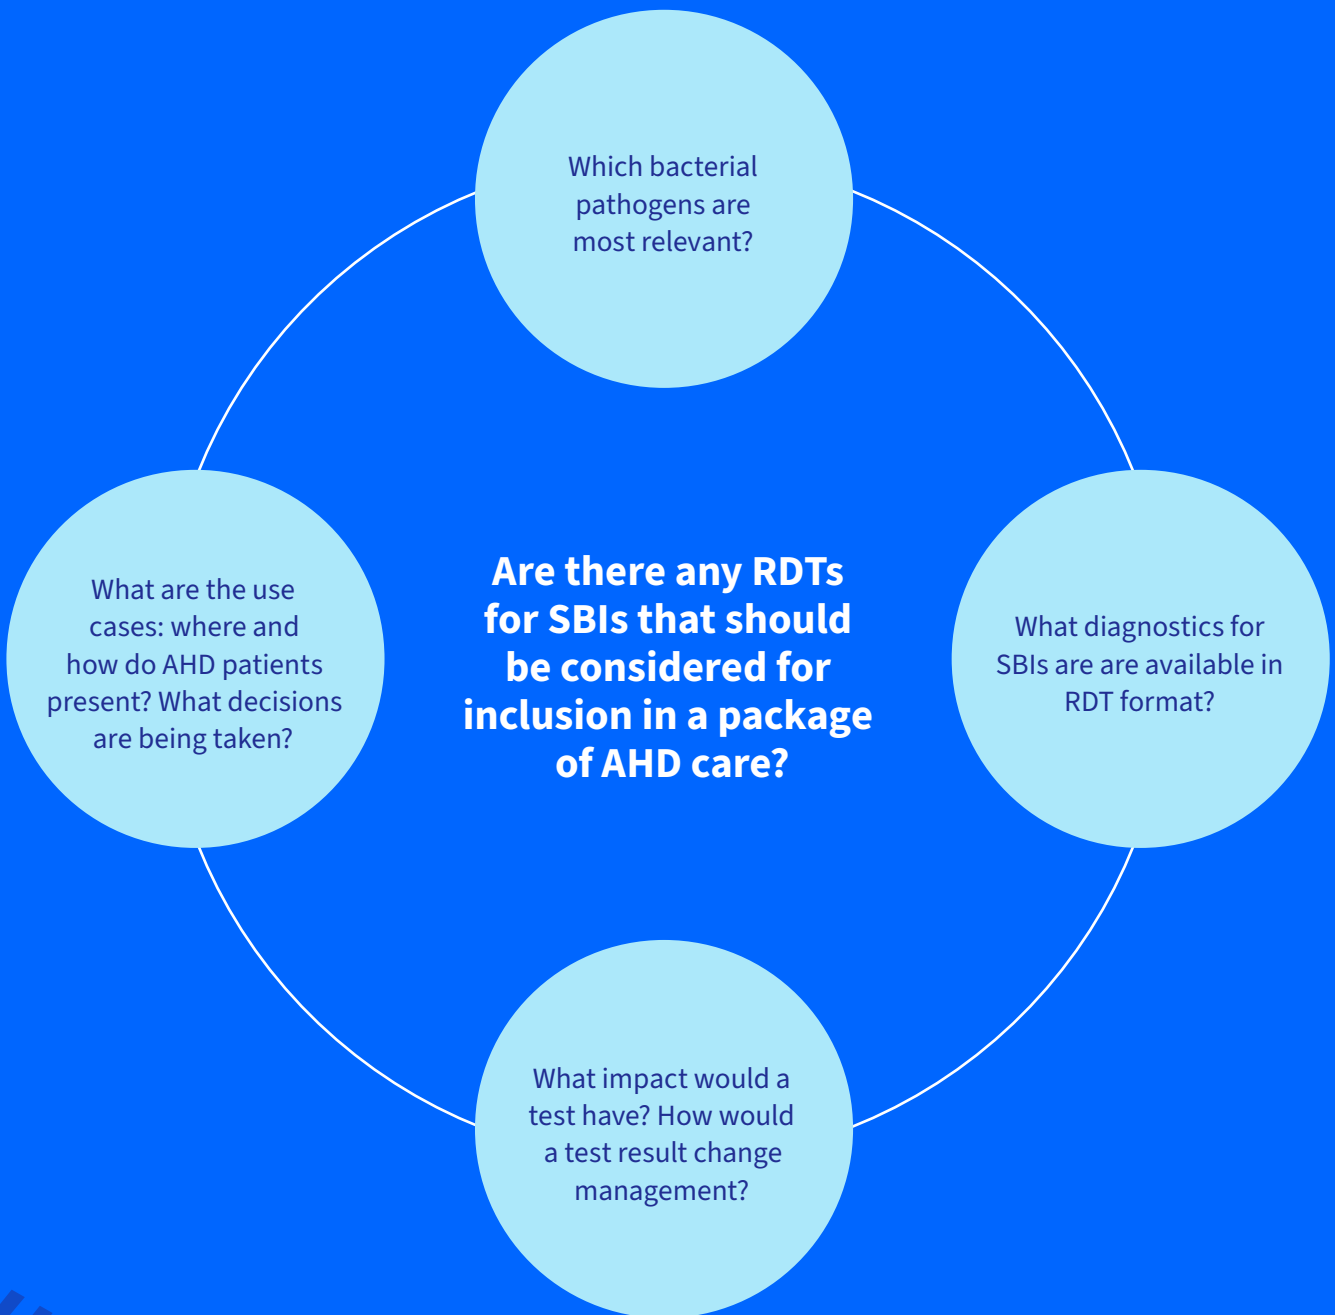 Which bacterial
pathogens are
most relevant?
What are the use
cases: where and
how do AHD patients
present? What decisions
are being taken?
Are there any RDTs
for SBIs that should
be considered for
inclusion in a package
of AHD care?
What diagnostics for
SBIs are are available in
RDT format?
What impact would a
test have? How would
a test result change
management?